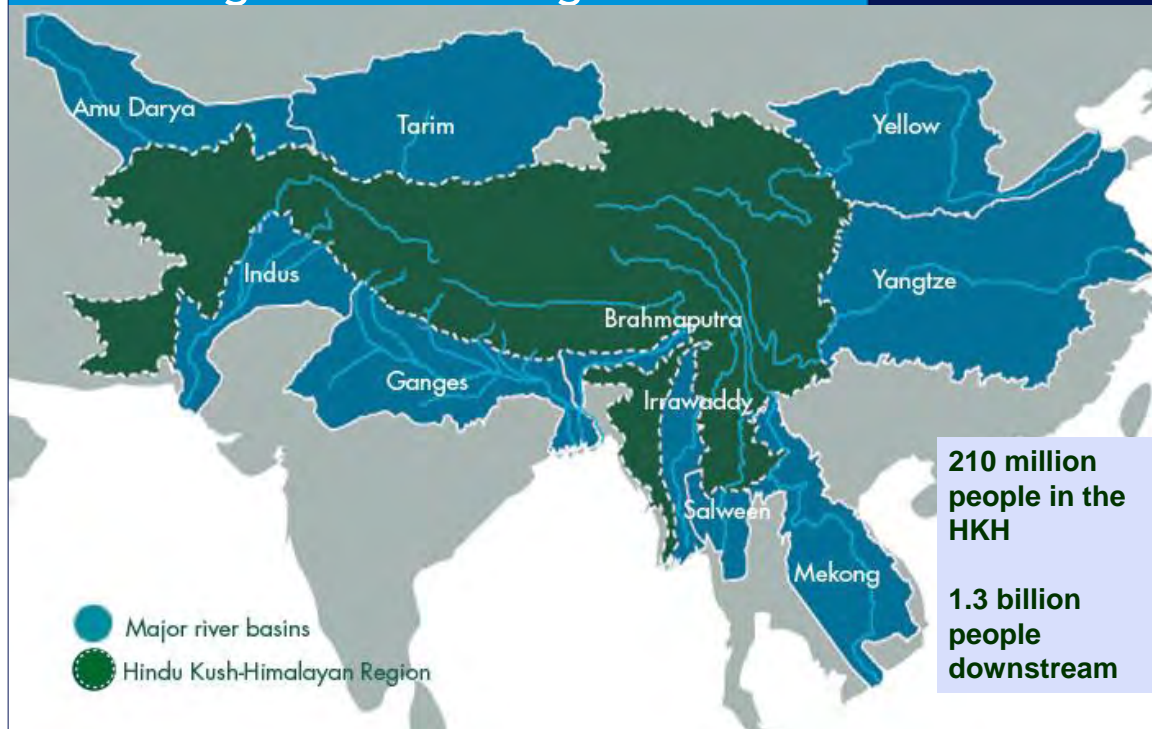 Amu Darya
Tarim
Yellow
Indus
Yangtze
Brahmaputra
Ganges
Irrawaddy
Salween
Mekong
210 million
people in the
HKH
1.3 billion
people
downstream
Major river basins
Hindu Kush-Himalayan Region